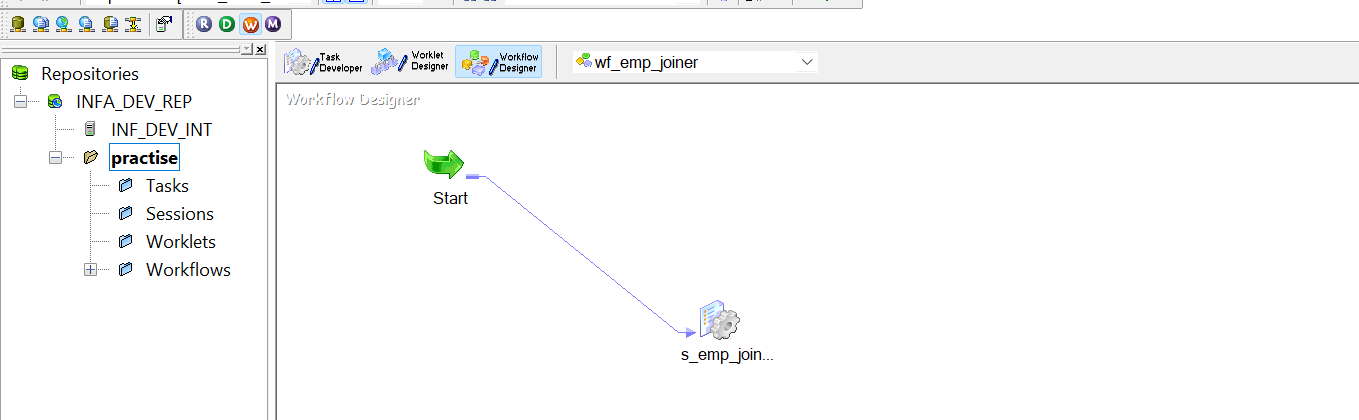 R D W M
Task
Developer
Worklet
Designer
Workflow
Designer
wf_emp_joiner
Repositories
INFA_DEV_REP
INF_DEV_INT
practise
Tasks
Sessions
Worklets
Workflows
Workflow Designer
Start
s_emp_join...